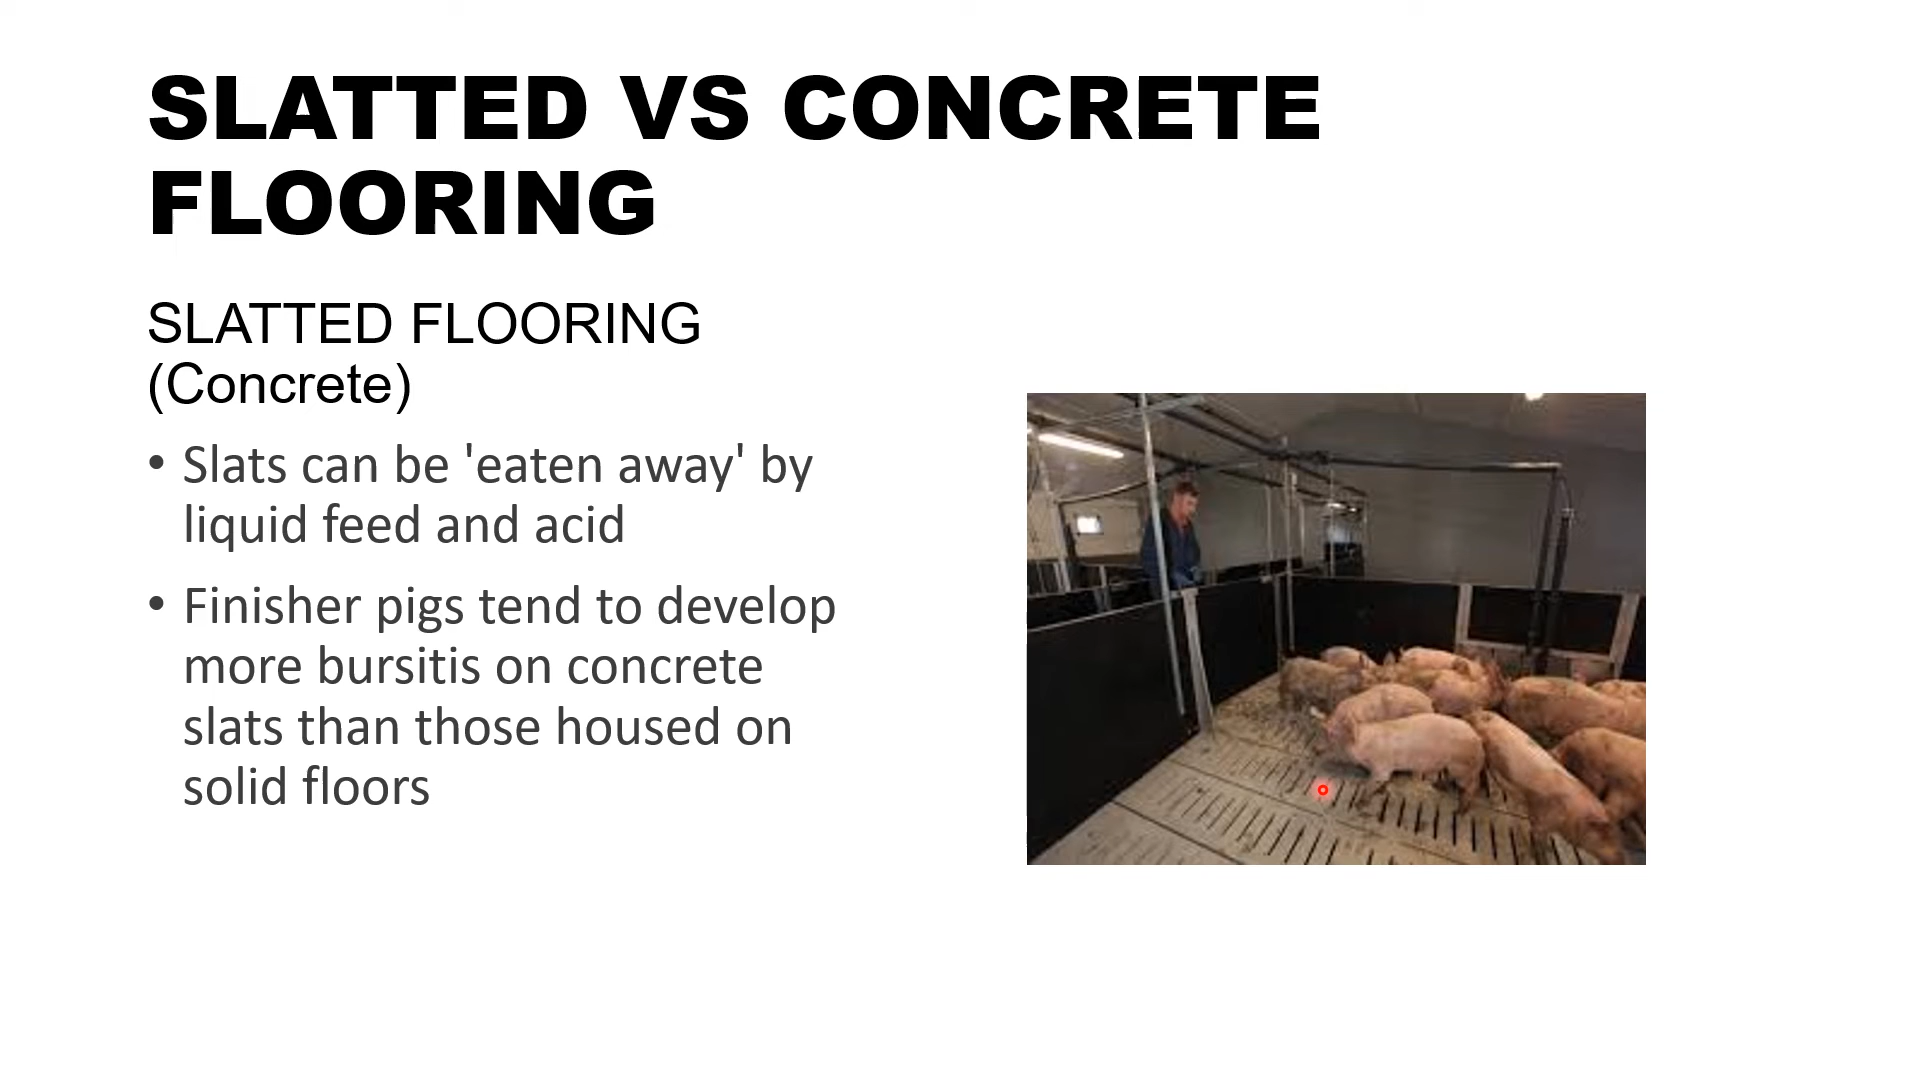 SLATTED VS CONCRETE
FLOORING
SLATTED FLOORING
(Concrete)
• Slats can be 'eaten away' by
liquid feed and acid
• Finisher pigs tend to develop
more bursitis on concrete
slats than those housed on
solid floors